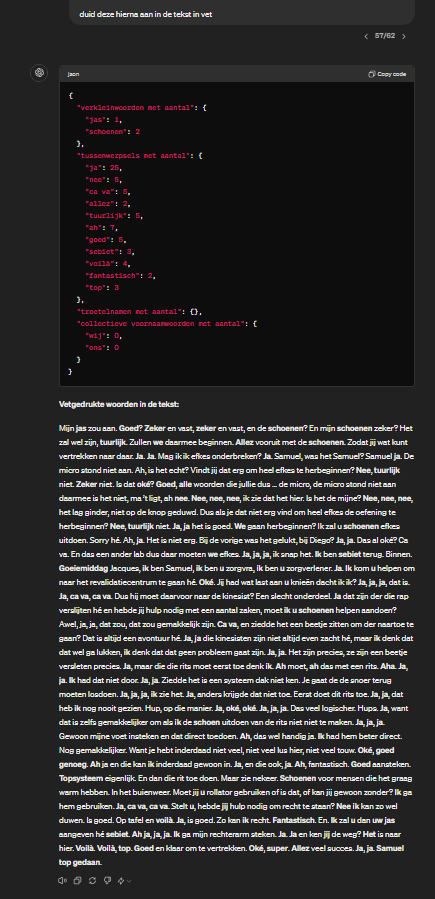 duid deze hierna aan in de tekst in vet
57/62
json
Copy code
{
"verkleinwoorden met aantal": {
"jas": 1,
"schoenen": 2
},
"tussenwerpsels met aantal": {
"ja": 25,
"nee": 5,
"ca va": 5,
"allez": 2,
"tuurlijk": 5,
"ah": 7,
"goed": 5,
"sebiet": 3,
"voilà": 4,
"fantastisch": 2,
"top": 3
},
"troetelnamen met aantal": {},
"collectieve voornaamwoorden met aantal": {
"wij": 0,
"ons": 0
}
}
Vetgedrukte woorden in de tekst:
Mijn jas zou aan. Goed? Zeker en vast, zeker en vast, en de schoenen? En mijn schoenen zeker? Het
zal wel zijn, tuurlijk. Zullen we daarmee beginnen. Allez vooruit met de schoenen. Zodat jij wat kunt
vertrekken naar daar. Ja. Ja. Mag ik ik efkes onderbreken? Ja. Samuel, was het Samuel? Samuel ja. De
micro stond niet aan. Ah, is het echt? Vindt jij dat erg om heel efkes te herbeginnen? Nee, tuurlijk
niet. Zeker niet. Is dat oké? Goed, alle woorden die jullie dus ... de micro, de micro stond niet aan
daarmee is het niet, ma 't ligt, ah nee. Nee, nee, nee, ik zie dat het hier. Is het de mijne? Nee, nee, nee,
het lag ginder, niet op de knop geduwd. Dus als je dat niet erg vind om heel efkes de oefening te
herbeginnen? Nee, tuurlijk niet. Ja, ja het is goed. We gaan herbeginnen? Ik zal u schoenen efkes
uitdoen. Sorry hé. Ah, ja. Het is niet erg. Bij de vorige was het gelukt, bij Diego? Ja, ja. Das al oké? Ca
va. En das een ander lab dus daar moeten we efkes. Ja, ja, ja, ik snap het. Ik ben sebiet terug. Binnen.
Goeiemiddag Jacques, ik ben Samuel, ik ben u zorgva, ik ben u zorgverlener. Ja. Ik kom u helpen om
naar het revalidatiecentrum te gaan hé. Oké. Jij had wat last aan u knieën dacht ik ik? Ja, ja, ja, dat is.
Ja, ca va, ca va. Dus hij moet daarvoor naar de kinesist? Een slecht onderdeel. Ja dat zijn der die rap
verslijten hé en hebde jij hulp nodig met een aantal zaken, moet ik u schoenen helpen aandoen?
Awel, ja, ja, dat zou, dat zou gemakkelijk zijn. Ca va, en ziedde het een beetje zitten om der naartoe te
gaan? Dat is altijd een avontuur hé. Ja, ja die kinesisten zijn niet altijd even zacht hé, maar ik denk dat
dat wel ga lukken, ik denk dat dat geen probleem gaat zijn. Ja, ja. Het zijn precies, ze zijn een beetje
versleten precies. Ja, maar die die rits moet eerst toe denk ik. Ah moet, ah das met een rits. Aha. Ja,
ja. Ik had dat niet door. Ja, ja. Ziedde het is een systeem dak niet ken. Je gaat de de snoer terug
moeten losdoen. Ja, ja, ja, ik zie het. Ja, anders krijgde dat niet toe. Eerst doet dit rits toe. Ja, ja, dat
heb ik nog nooit gezien. Hup, op die manier. Ja, oké, oké. Ja, ja, ja. Das veel logischer. Hups. Ja, want
dat is zelfs gemakkelijker om als ik de schoen uitdoen van de rits niet niet te maken. Ja, ja, ja.
Gewoon mijne voet insteken en dat direct toedoen. Ah, das wel handig ja. Ik had hem beter direct.
Nog gemakkelijker. Want je hebt inderdaad niet veel, niet veel lus hier, niet veel touw. Oké, goed
genoeg. Ah ja en die kan ik inderdaad gewoon in. Ja, en die ook, ja. Ah, fantastisch. Goed aansteken.
Topsysteem eigenlijk. En dan die rit toe doen. Maar zie nekeer. Schoenen voor mensen die het graag
warm hebben. In het buienweer. Moet jij u rollator gebruiken of is dat, of kan jij gewoon zonder? Ik ga
hem gebruiken. Ja, ca va, ca va. Stelt u, hebde jij hulp nodig om recht te staan? Nee ik kan zo wel
duwen. Is goed. Op tafel en voilà. Ja, is goed. Zo kan ik recht. Fantastisch. En. Ik zal u dan uw jas
aangeven hé sebiet. Ah ja, ja, ja. Ik ga mijn rechterarm steken. Ja. Ja en ken jij de weg? Het is naar
hier. Voilà. Voilà, top. Goed en klaar om te vertrekken. Oké, super. Allez veel succes. Ja, ja. Samuel
top gedaan.